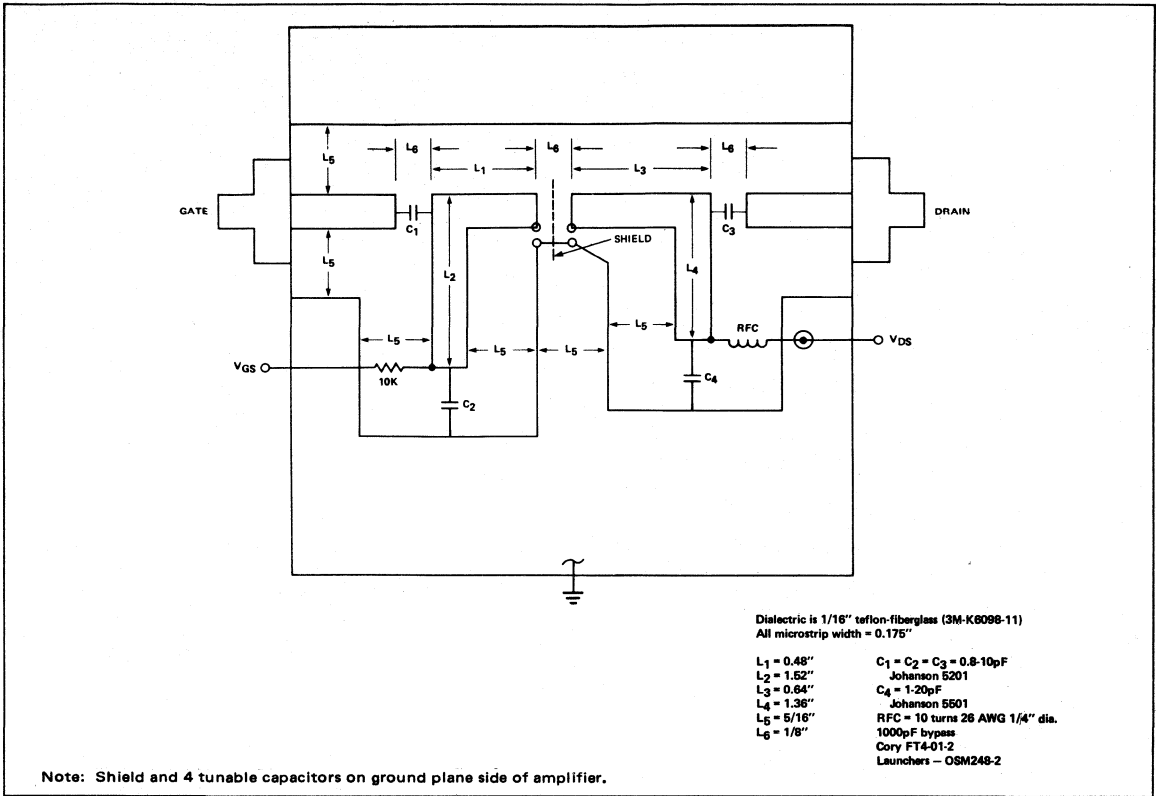 L6
L6
L6
L5
L1
L3
GATE
C1
C3
DRAIN
SHIELD
L5
L2
L4
L5
L5
L5
L5
RFC
VGS
10K
VDS
C2
C4
Dielectric is 1/16" teflon-fiberglass (3M-K6098-11)
All microstrip width = 0.175"
L1 = 0.48"
L2 = 1.52"
L3 = 0.64"
L4 = 1.36"
L5 = 5/16"
L6 = 1/8"
C1 = C2 = C3 = 0.8-10pF
Johanson 5201
C4 = 1-20pF
Johanson 5501
RFC = 10 turns 26 AWG 1/4" dia.
1000pF bypass
Cory FT4-01-2
Launchers – OSM248-2
Note: Shield and 4 tunable capacitors on ground plane side of amplifier.